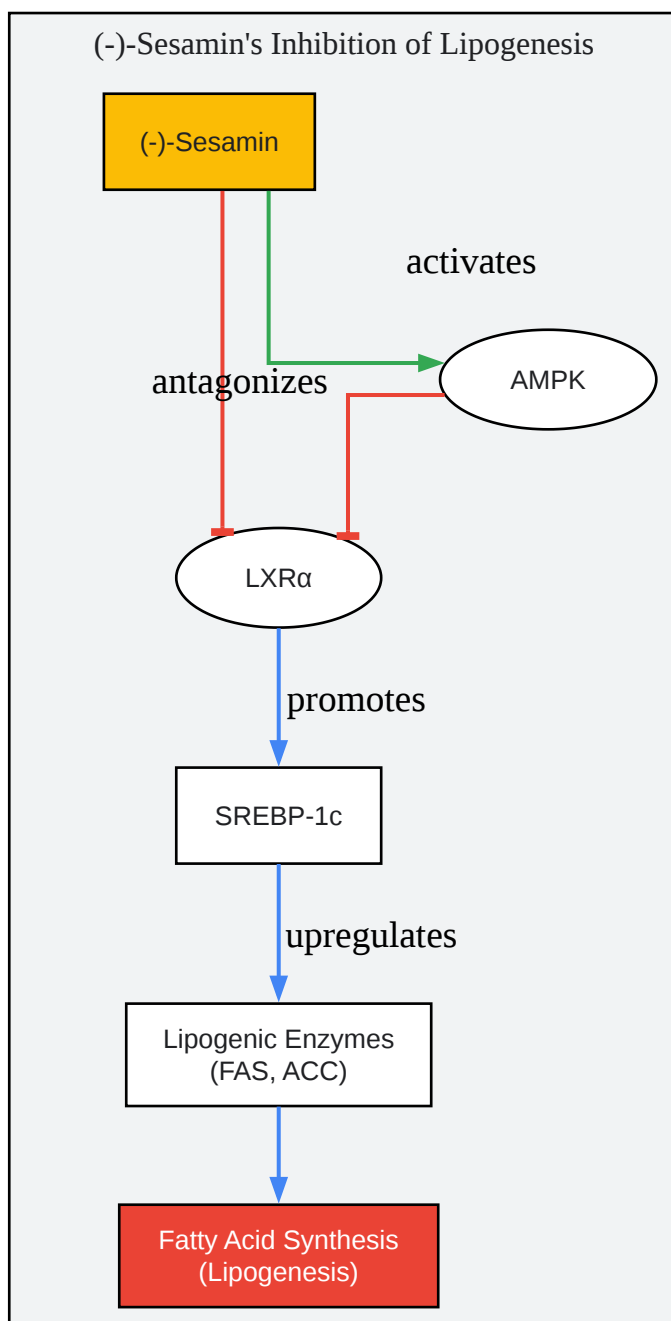 (-)-Sesamin's Inhibition of Lipogenesis
(-)-Sesamin
activates
antagonizes
AMPK
LXRα
promotes
SREBP-1c
upregulates
Lipogenic Enzymes
(FAS, ACC)
Fatty Acid Synthesis
(Lipogenesis)